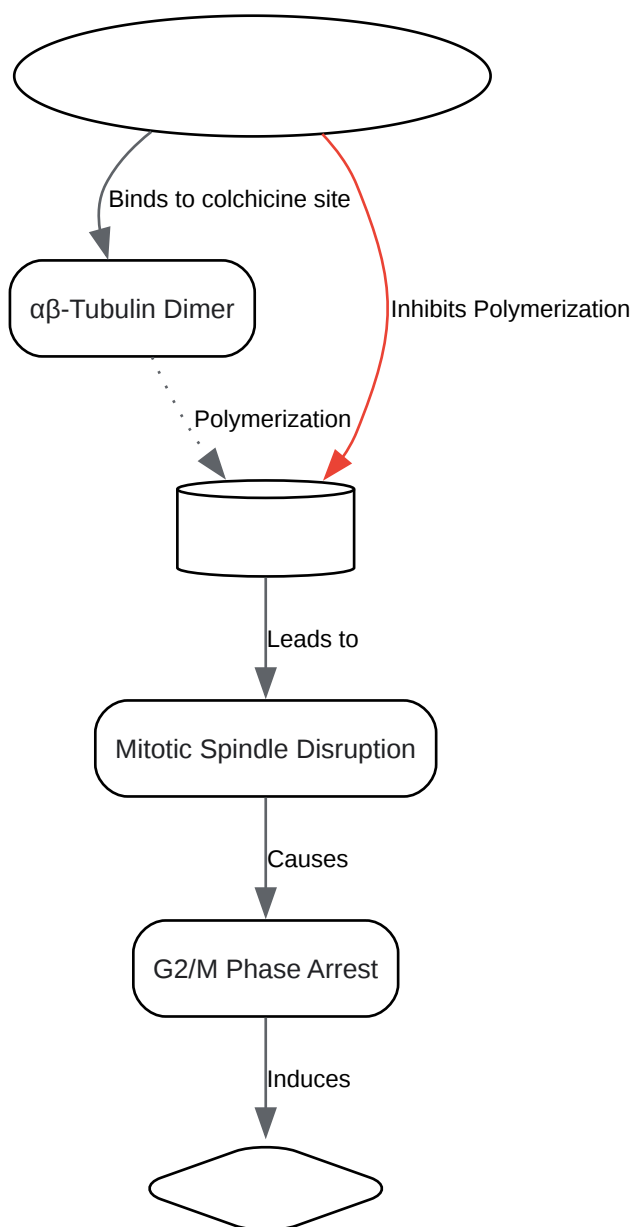 Binds to colchicine site
αβ-Tubulin Dimer
Inhibits Polymerization
Polymerization
Leads to
Mitotic Spindle Disruption
Causes
G2/M Phase Arrest
Induces